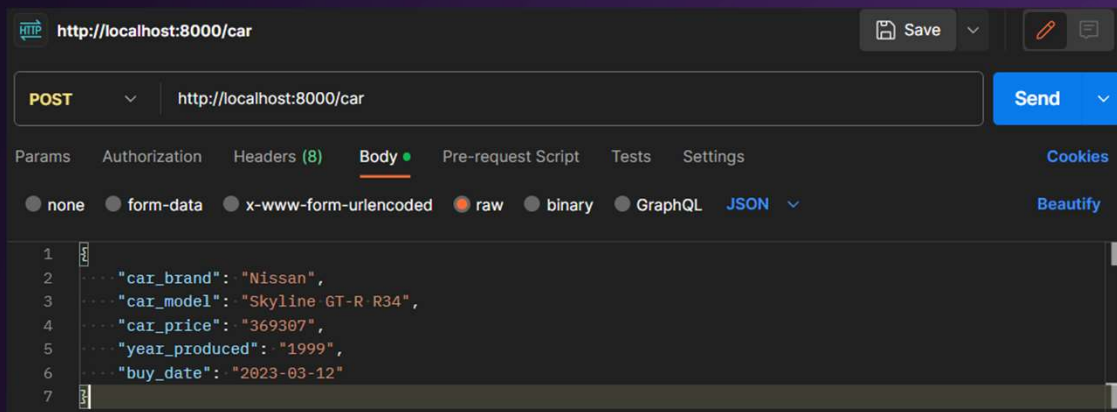 HTTP http://localhost:8000/car Save
POST http://localhost:8000/car Send
Params Authorization Headers (8) Body Pre-request Script Tests Settings Cookies
none form-data x-www-form-urlencoded raw binary GraphQL JSON Beautify
1 {
2 "car_brand": "Nissan",
3 "car_model": "Skyline GT-R R34",
4 "car_price": "369307",
5 "year_produced": "1999",
6 "buy_date": "2023-03-12"
7 }